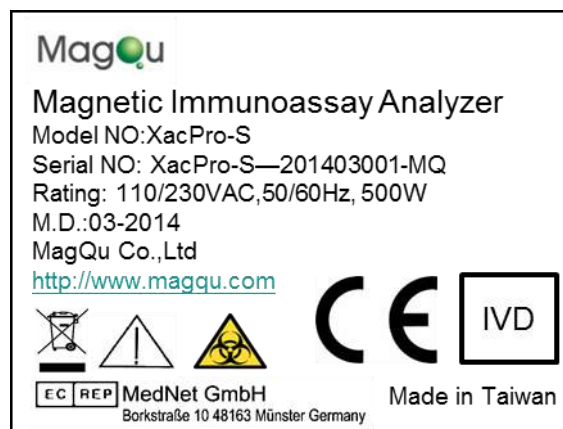 MagQu
Magnetic Immunoassay Analyzer
Model NO:XacPro-S
Serial NO: XacPro-S—201403001-MQ
Rating: 110/230VAC,50/60Hz, 500W
M.D.:03-2014
MagQu Co.,Ltd
http://www.magqu.com
CE
IVD
EC REP MedNet GmbH
Borkstraße 10 48163 Münster Germany
Made in Taiwan